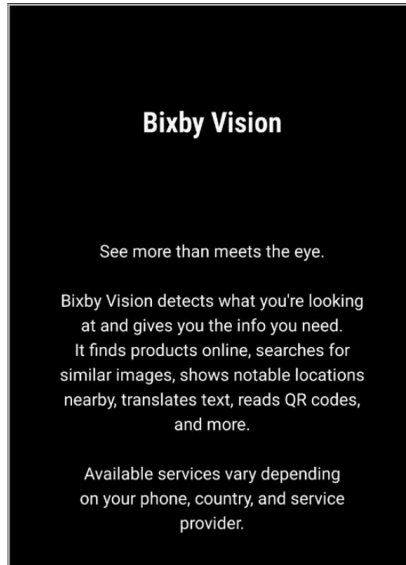 Bixby Vision
See more than meets the eye.
Bixby Vision detects what you're looking
at and gives you the info you need.
It finds products online, searches for
similar images, shows notable locations
nearby, translates text, reads QR codes,
and more.
Available services vary depending
on your phone, country, and service
provider.